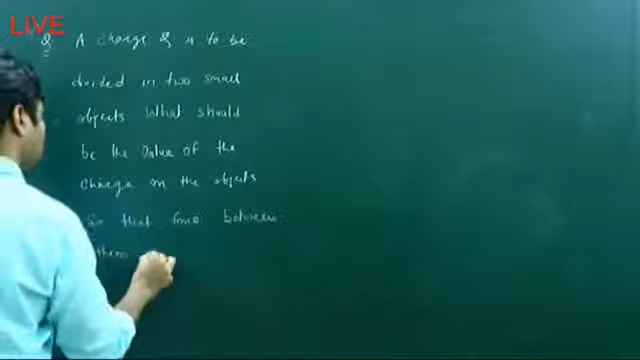 LIVE
Q A charge Q is to be
divided in two small
objects What should
be the Value of the
Charge on the objects
So that force between
them